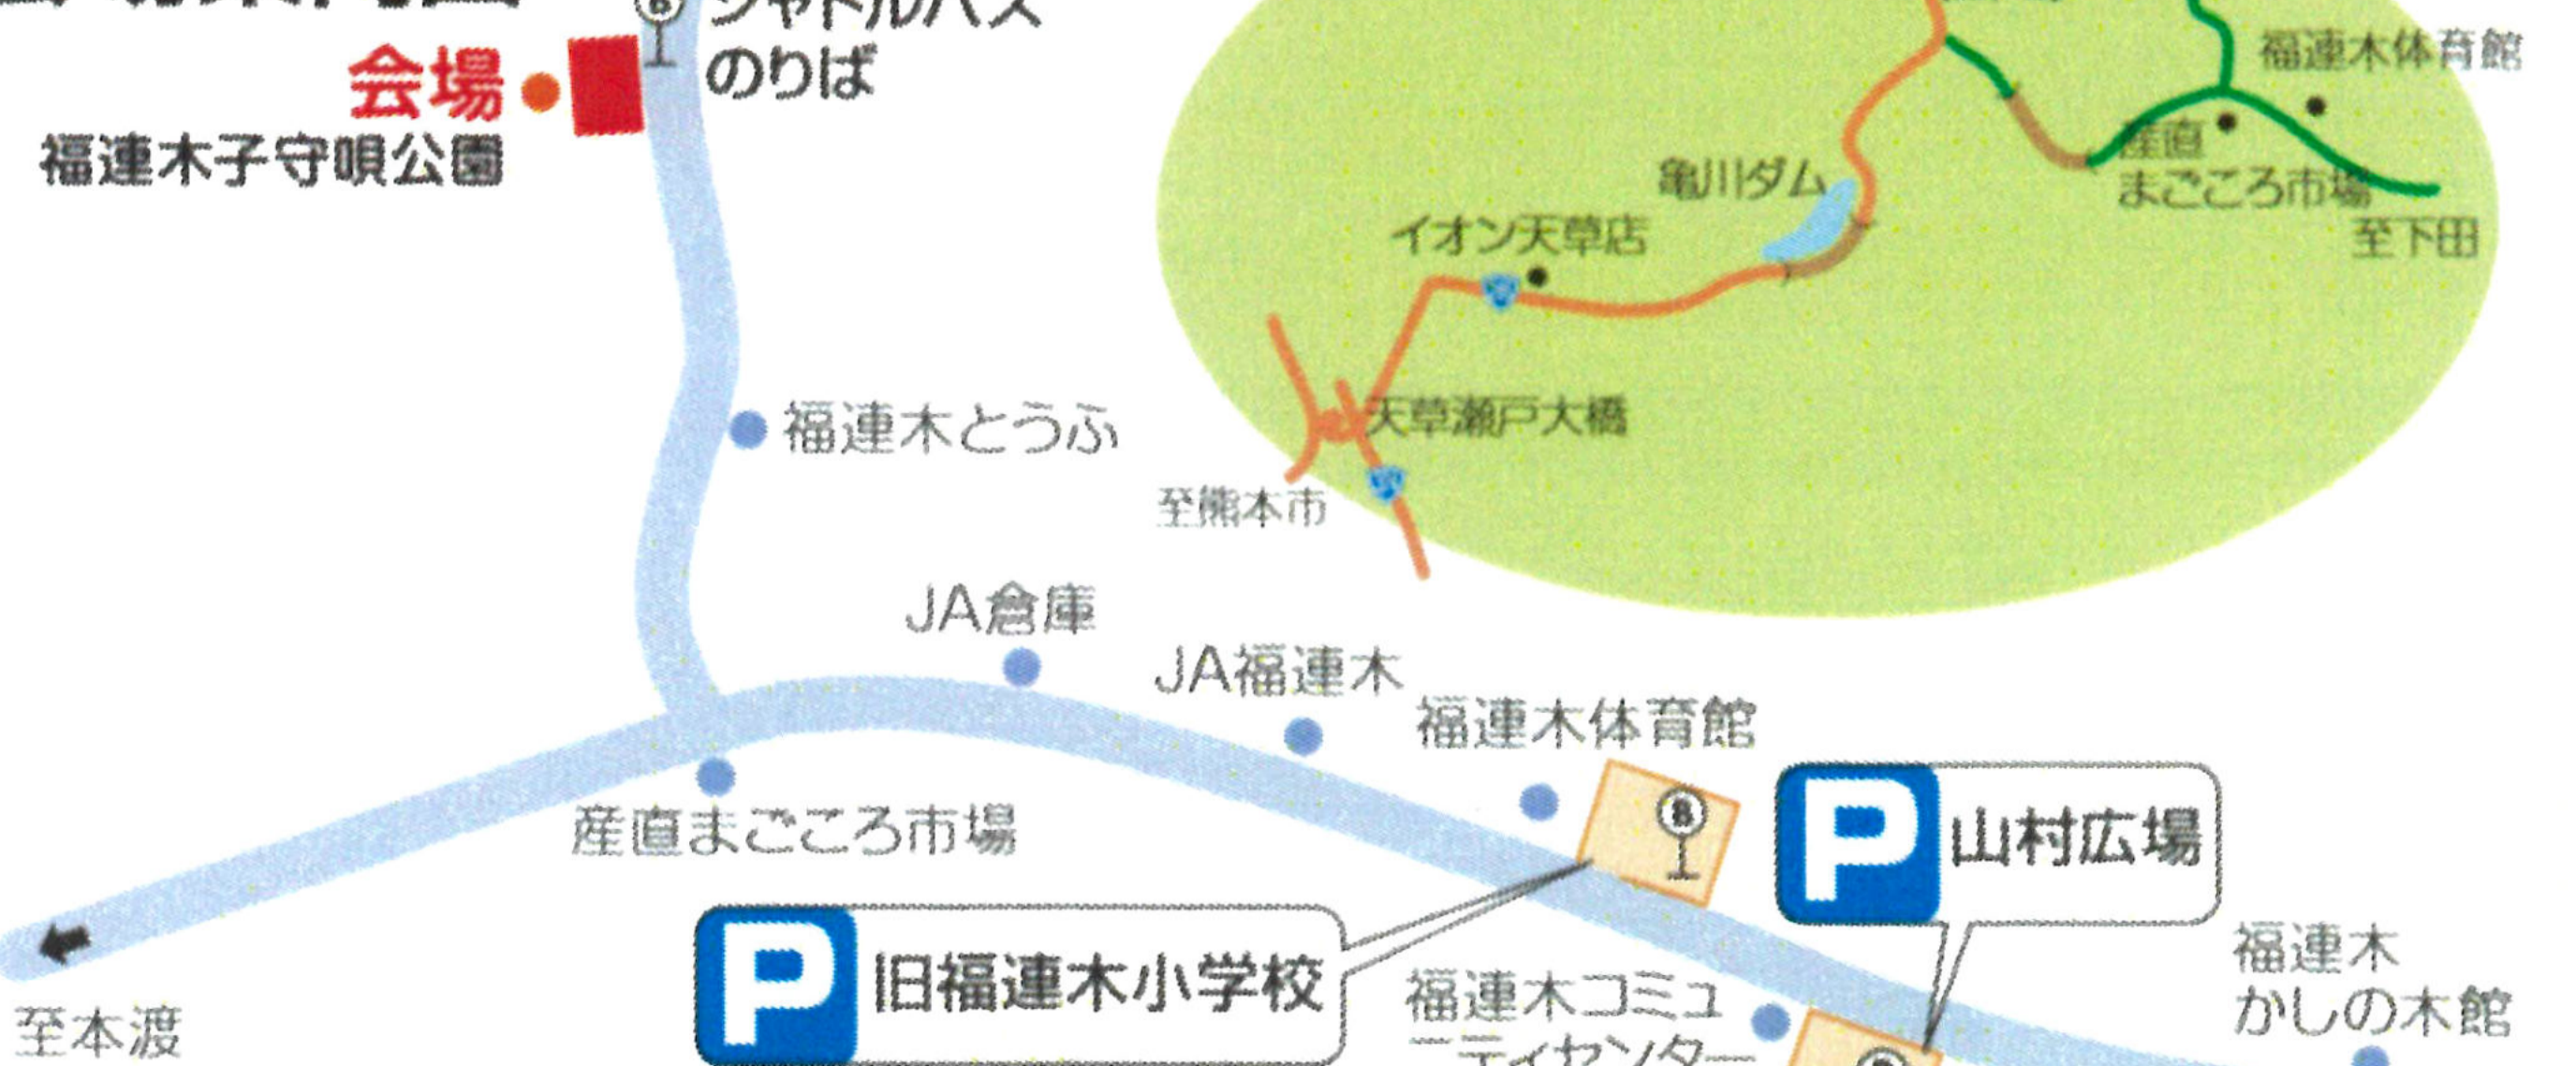 シャトルバス
のりば
会場
福連木子守唄公園
福連木体育館
産直
まごころ市場
至下田
亀川ダム
イオン天草店
天草瀬戸大橋
至熊本市
福連木とうふ
JA倉庫
JA福連木
福連木体育館
B
産直まごころ市場
P 山村広場
P 旧福連木小学校
福連木コミュ
ニティセンター
福連木
かしの木館
至本渡